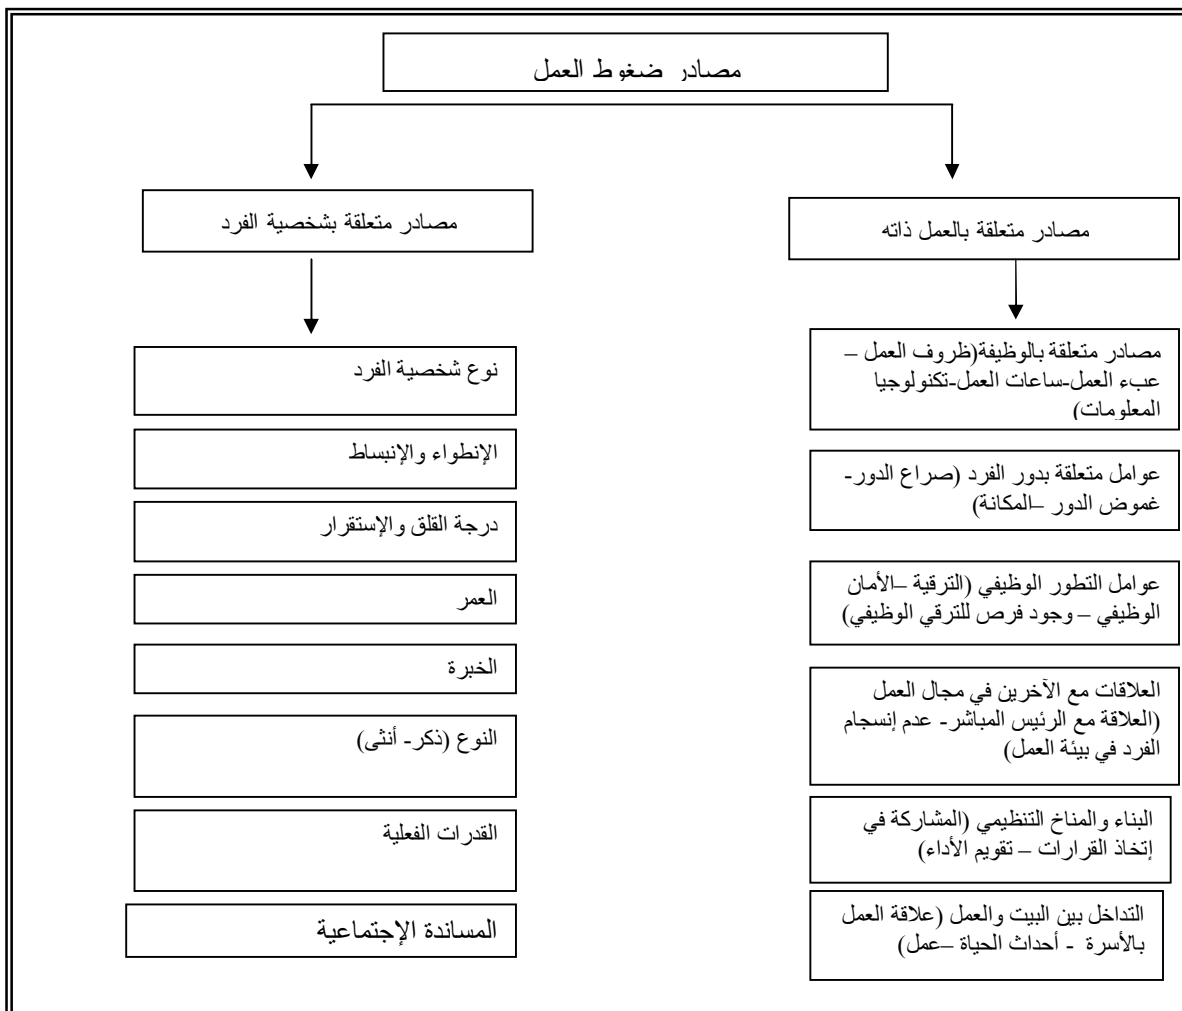 مصادر ضغوط العمل
مصادر متعلقة بالعمل ذاته
مصادر متعلقة بالوظيفة(ظروف العمل –
عبء العمل-ساعات العمل-تكنولوجيا
المعلومات)
عوامل متعلقة بدور الفرد (صراع الدور-
غموض الدور –المكانة)
عوامل التطور الوظيفي (الترقية –الأمان
الوظيفي – وجود فرص للترقي الوظيفي)
العلاقات مع الآخرين في مجال العمل
(العلاقة مع الرئيس المباشر- عدم إنسجام
الفرد في بيئة العمل)
البناء والمناخ التنظيمي (المشاركة في
إتخاذ القرارات – تقويم الأداء)
التداخل بين البيت والعمل (علاقة العمل
بالأسرة - أحداث الحياة –عمل)
مصادر متعلقة بشخصية الفرد
نوع شخصية الفرد
الإنطواء والإنبساط
درجة القلق والإستقرار
العمر
الخبرة
النوع (ذكر- أنثى)
القدرات الفعلية
المساندة الإجتماعية